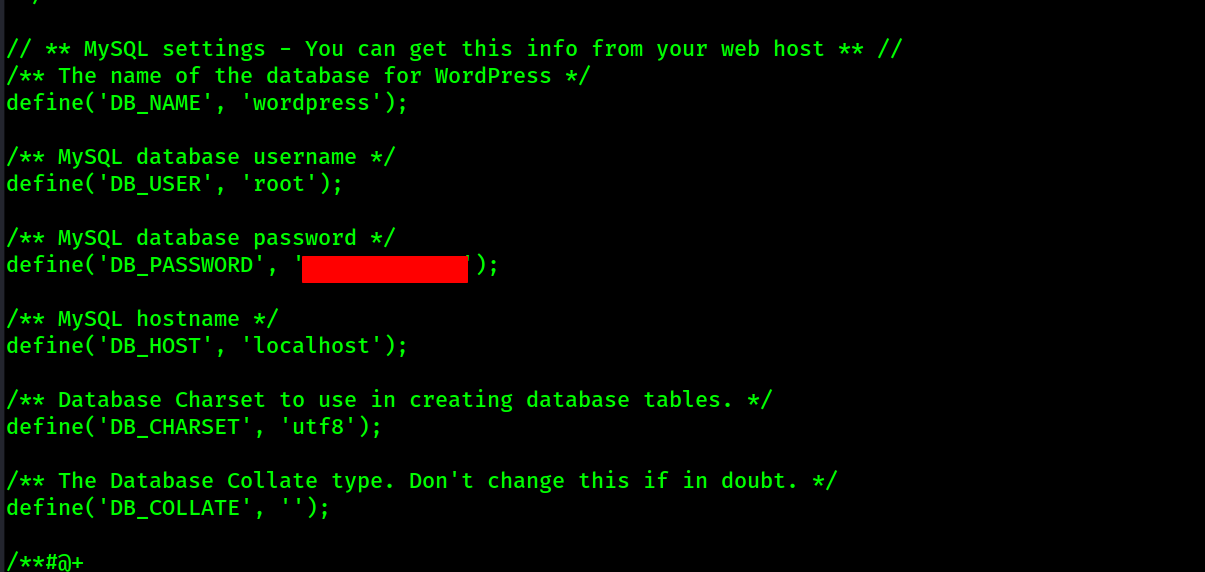 // ** MySQL settings - You can get this info from your web host ** //
/** The name of the database for WordPress */
define('DB_NAME', 'wordpress');
/** MySQL database username */
define('DB_USER', 'root');
/** MySQL database password */
define('DB_PASSWORD', '');
/** MySQL hostname */
define('DB_HOST', 'localhost');
/** Database Charset to use in creating database tables. */
define('DB_CHARSET', 'utf8');
/** The Database Collate type. Don't change this if in doubt. */
define('DB_COLLATE', '');
/**#@+